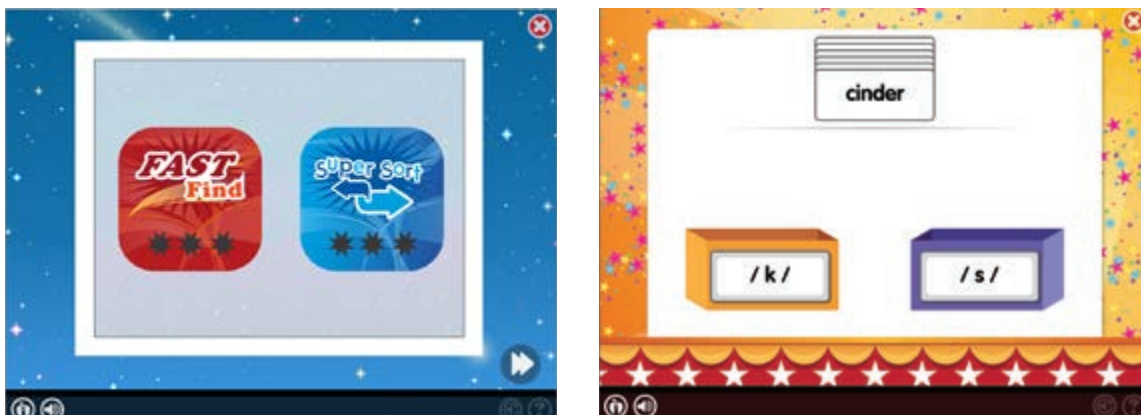 FAST
Find
super sort
cinder
/ k /
/ s /